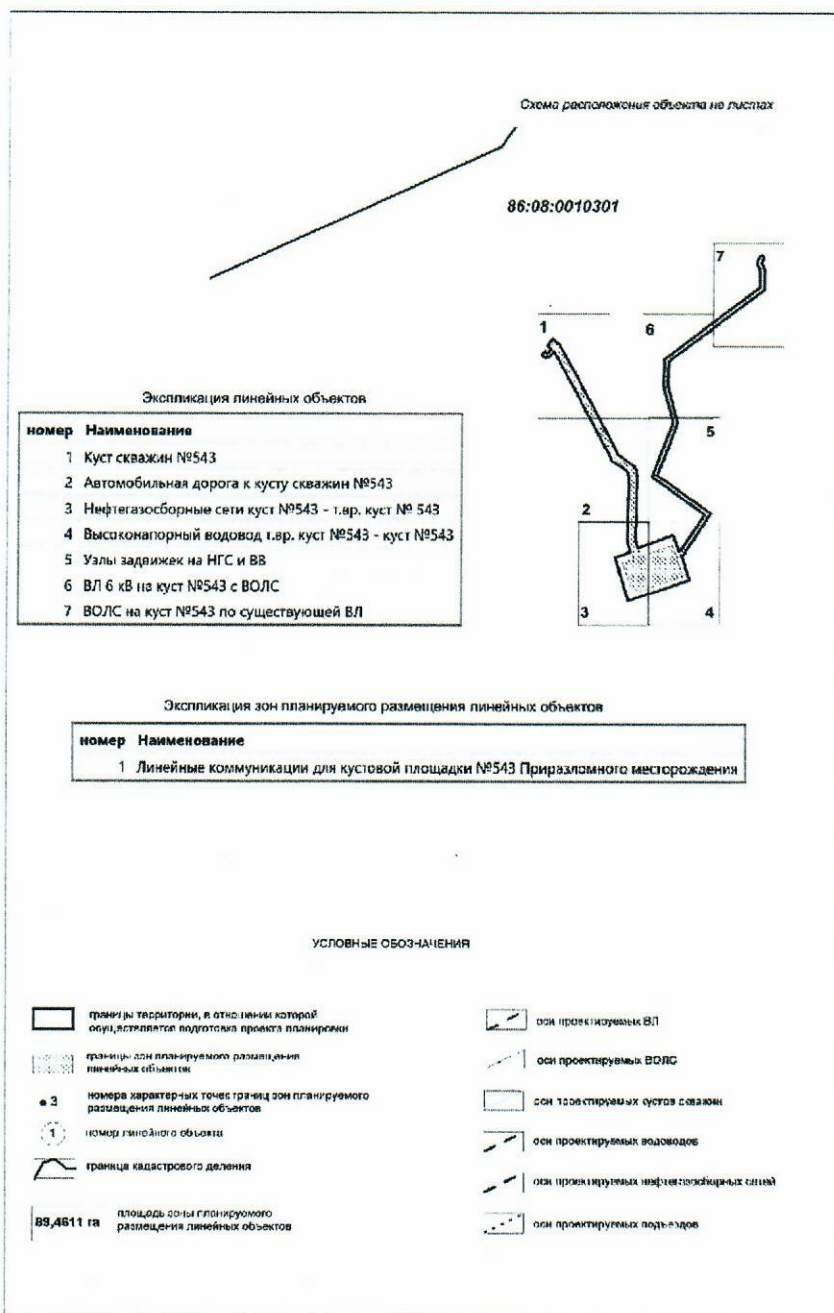 Схема расположения объекта на листах
86:08:0010301
7
1
6
5
2
3
4
Экспликация линейных объектов
номер Наименование
1 Куст скважин №543
2 Автомобильная дорога к кусту скважин №543
3 Нефтегазосборные сети куст №543 - т.вр. куст № 543
4 Высоконапорный водовод т.вр. куст №543 - куст №543
5 Узлы задвижек на НГС и ВВ
6 ВЛ 6 кВ на куст №543 с ВОЛС
7 ВОЛС на куст №543 по существующей ВЛ
Экспликация зон планируемого размещения линейных объектов
номер Наименование
1 Линейные коммуникации для кустовой площадки №543 Приразломного месторождения
УСЛОВНЫЕ ОБОЗНАЧЕНИЯ
границы территории, в отношении которой
осуществляется подготовка проекта планировки
границы зон планируемого размещения
линейных объектов
3 номера характерных точек границ зон планируемого
размещения линейных объектов
1 номер линейного объекта
граница кадастрового деления
89,4611 га площадь зоны планируемого
размещения линейных объектов
оси проектируемых ВЛ
оси проектируемых ВОЛС
оси проектируемых кустов скважин
оси проектируемых водоводов
оси проектируемых нефтегазосборных сетей
оси проектируемых подъездов